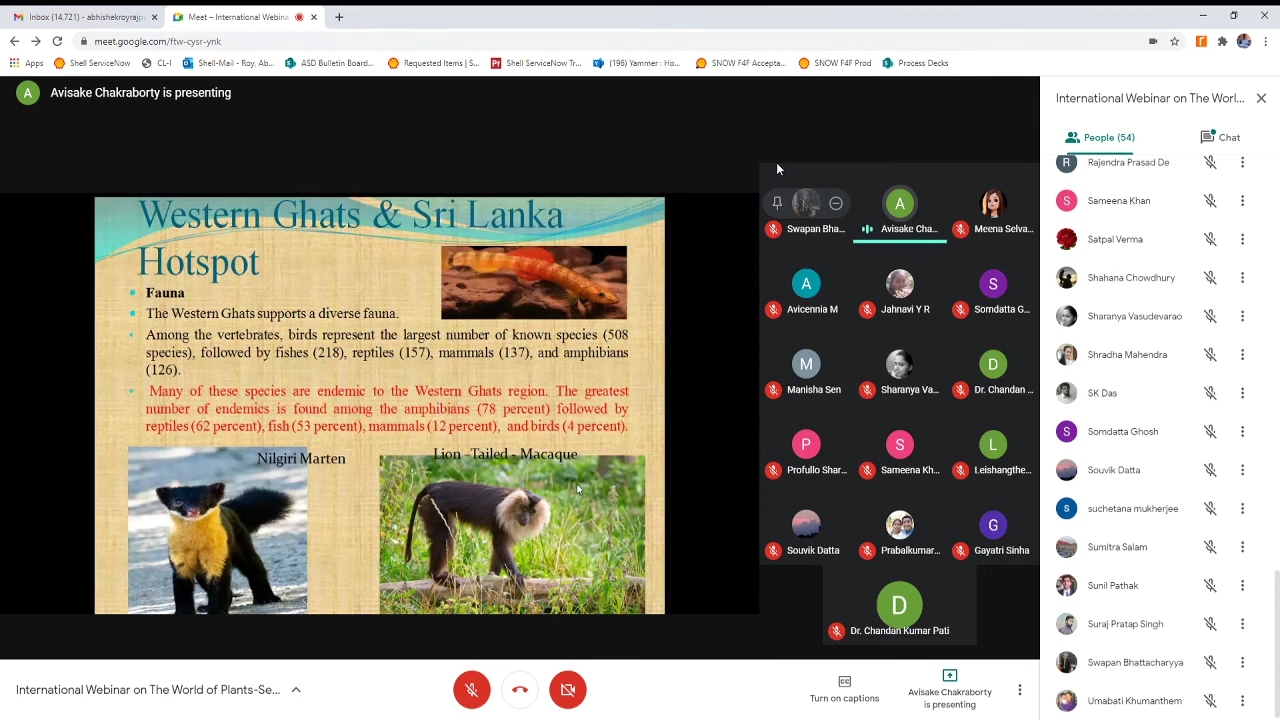 Inbox (14,721) - abhishekroyrajp
Meet – International Webina
meet.google.com/ftw-cysr-ynk
Apps
Shell ServiceNow
CL-I
Shell-Mail - Roy, Ab...
ASD Bulletin Board...
Requested Items | S...
Shell ServiceNow Tr...
(196) Yammer : Ho...
SNOW F4F Accepta...
SNOW F4F Prod
Process Decks
A
Avisake Chakraborty is presenting
Western Ghats & Sri Lanka
Hotspot
Fauna
The Western Ghats supports a diverse fauna.
Among the vertebrates, birds represent the largest number of known species (508
species), followed by fishes (218), reptiles (157), mammals (137), and amphibians
(126).
Many of these species are endemic to the Western Ghats region. The greatest
number of endemics is found among the amphibians (78 percent) followed by
reptiles (62 percent), fish (53 percent), mammals (12 percent), and birds (4 percent).
Nilgiri Marten
Lion –Tailed - Macaque
A
Swapan Bha...
Avisake Cha...
Meena Selva...
A
S
Avicennia M
Jahnavi Y R
Somdatta G...
M
D
Manisha Sen
Sharanya Va...
Dr. Chandan ...
P
S
L
Profullo Shar...
Sameena Kh...
Leishangthe...
G
Souvik Datta
Prabalkumar...
Gayatri Sinha
D
Dr. Chandan Kumar Pati
International Webinar on The Worl...
People (54)
Chat
R
Rajendra Prasad De
S
Sameena Khan
Satpal Verma
Shahana Chowdhury
Sharanya Vasudevarao
Shradha Mahendra
SK Das
S
Somdatta Ghosh
Souvik Datta
s
suchetana mukherjee
Sumitra Salam
Sunil Pathak
Suraj Pratap Singh
Swapan Bhattacharyya
Umabati Khumanthem
International Webinar on The World of Plants-Se...
Turn on captions
Avisake Chakraborty
is presenting